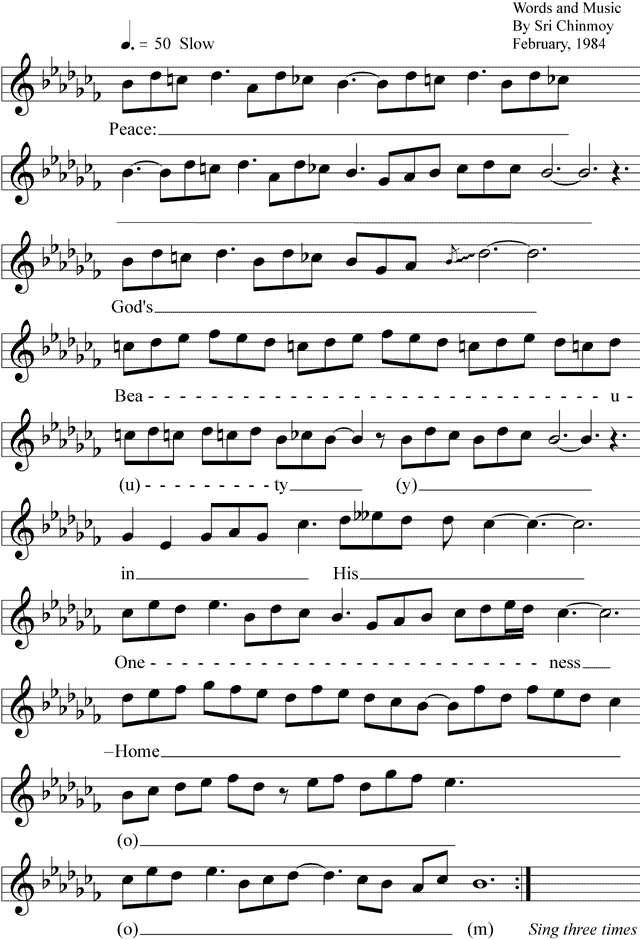 Words and Music
By Sri Chinmoy
February, 1984
= 50 Slow
Peace:
God's
Bea - - - - - - - - - - - - - - - - - - - - - - - - - - - - - - - - u -
(u) - - - - - - - - - ty (y)
in His
One - - - - - - - - - - - - - - - - - - - - - - - - - - - - ness
–Home
(o)
(o) (m) Sing three times